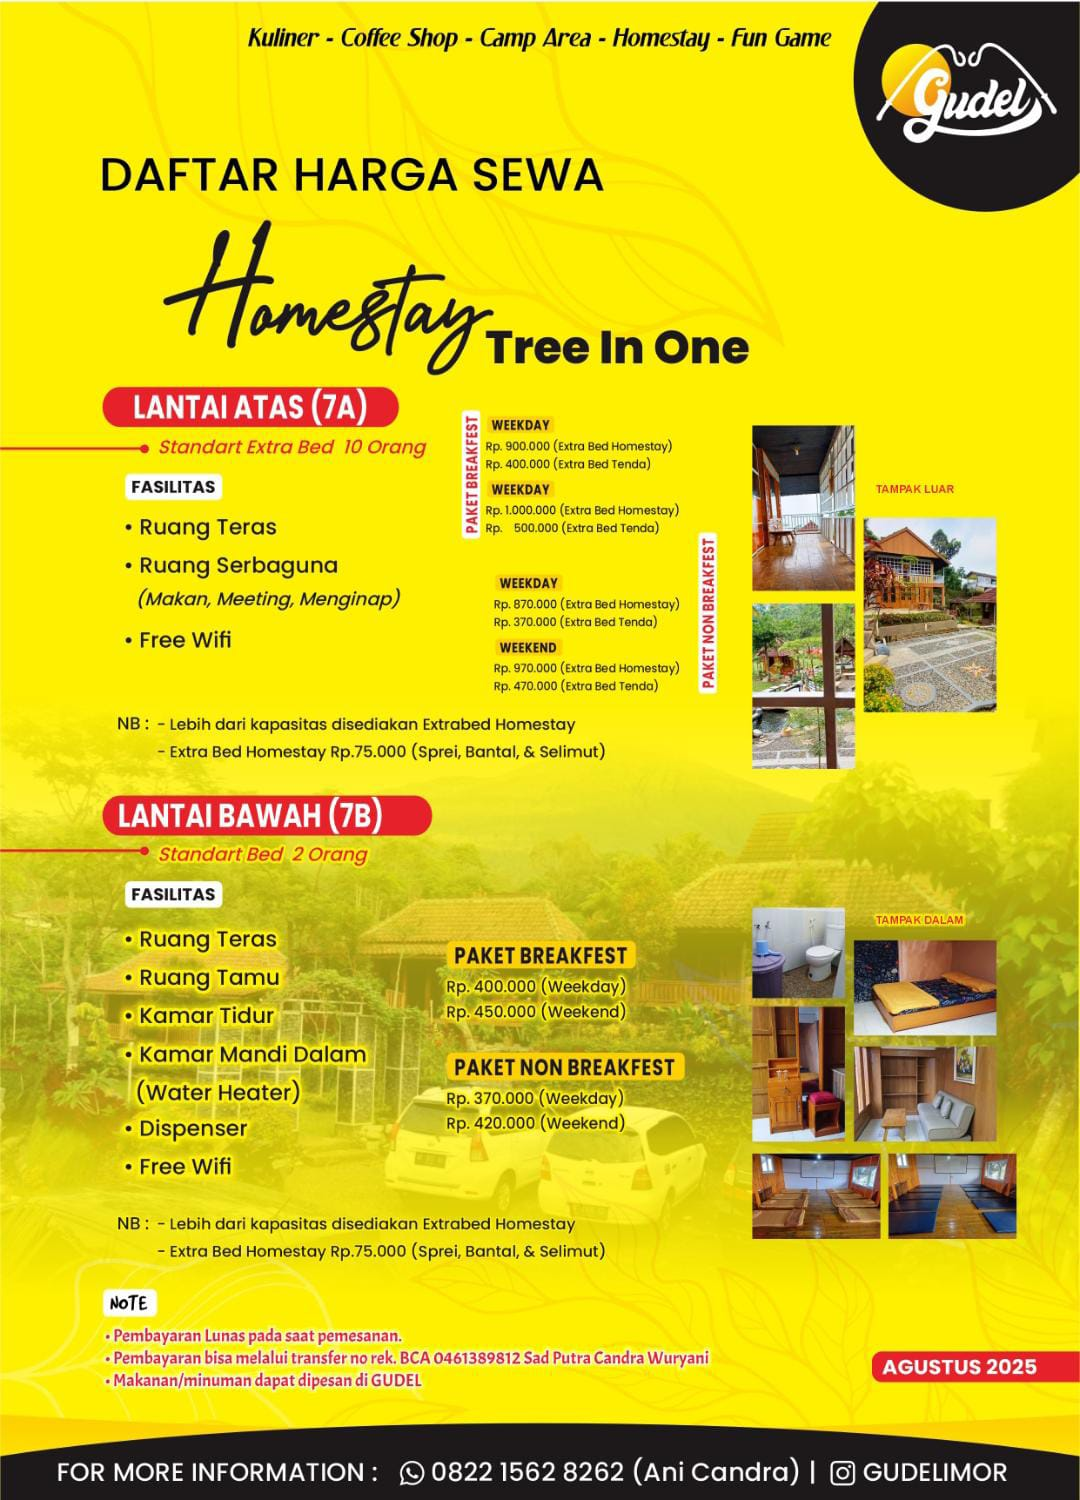 Kuliner - Coffee Shop - Camp Area - Homestay - Fun Game
Gudel
DAFTAR HARGA SEWA
Homestay Tree In One
LANTAI ATAS (7A)
Standart Extra Bed 10 Orang
FASILITAS
• Ruang Teras
• Ruang Serbaguna
(Makan, Meeting, Menginap)
• Free Wifi
PAKET BREAKFEST
WEEKDAY
Rp. 900.000 (Extra Bed Homestay)
Rp. 400.000 (Extra Bed Tenda)
WEEKDAY
Rp. 1.000.000 (Extra Bed Homestay)
Rp. 500.000 (Extra Bed Tenda)
PAKET NON BREAKFEST
WEEKDAY
Rp. 870.000 (Extra Bed Homestay)
Rp. 370.000 (Extra Bed Tenda)
WEEKEND
Rp. 970.000 (Extra Bed Homestay)
Rp. 470.000 (Extra Bed Tenda)
TAMPAK LUAR
NB : - Lebih dari kapasitas disediakan Extrabed Homestay
- Extra Bed Homestay Rp.75.000 (Sprei, Bantal, & Selimut)
LANTAI BAWAH (7B)
Standart Bed 2 Orang
FASILITAS
• Ruang Teras
• Ruang Tamu
• Kamar Tidur
• Kamar Mandi Dalam
(Water Heater)
• Dispenser
• Free Wifi
PAKET BREAKFEST
Rp. 400.000 (Weekday)
Rp. 450.000 (Weekend)
PAKET NON BREAKFEST
Rp. 370.000 (Weekday)
Rp. 420.000 (Weekend)
TAMPAK DALAM
NB : - Lebih dari kapasitas disediakan Extrabed Homestay
- Extra Bed Homestay Rp.75.000 (Sprei, Bantal, & Selimut)
NOTE
• Pembayaran Lunas pada saat pemesanan.
• Pembayaran bisa melalui transfer no rek. BCA 0461389812 Sad Putra Candra Wuryani
• Makanan/minuman dapat dipesan di GUDEL
AGUSTUS 2025
FOR MORE INFORMATION : 0822 1562 8262 (Ani Candra) | GUDELIMOR